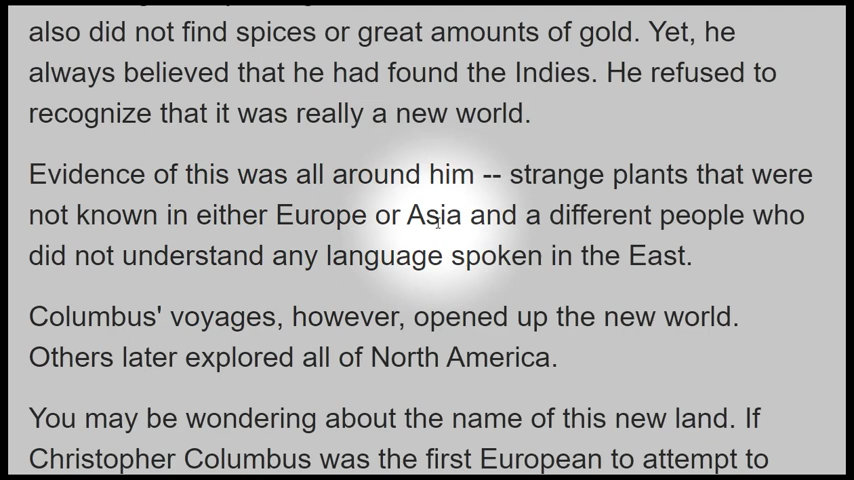 also did not find spices or great amounts of gold. Yet, he
always believed that he had found the Indies. He refused to
recognize that it was really a new world.
Evidence of this was all around him -- strange plants that were
not known in either Europe or Asia and a different people who
did not understand any language spoken in the East.
Columbus' voyages, however, opened up the new world.
Others later explored all of North America.
You may be wondering about the name of this new land. If
Christopher Columbus was the first European to attempt to